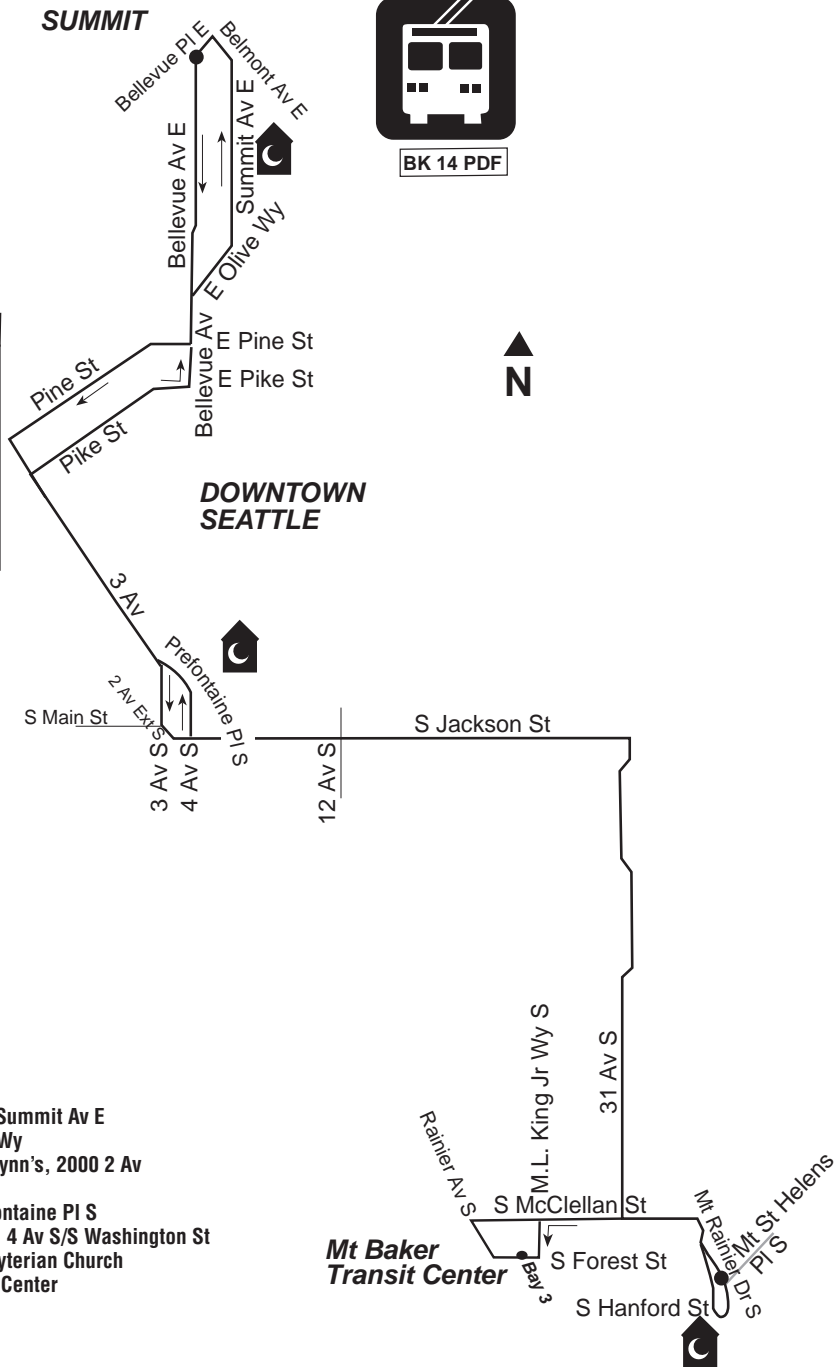 SUMMIT
Bellevue Pl E
Belmont Av E
Bellevue Av E
Summit Av E
BK 14 PDF
E Olive Wy
Bellevue Av
E Pine St
E Pike St
Pine St
Pike St
N
DOWNTOWN
SEATTLE
3 Av
Prefontaine Pl S
2 Av Ext S
S Main St
S Jackson St
3 Av S
4 Av S
12 Av S
31 Av S
M.L. King Jr Wy S
Rainier Av S
S McClellan St
Mt Baker
Transit Center
Bay 3
S Forest St
S Hanford St
Mt Rainier Dr S
Mt St Helens
Pl S
Summit Av E
Wy
ynn's, 2000 2 Av
ontaine Pl S
4 Av S/S Washington St
yterian Church
Center